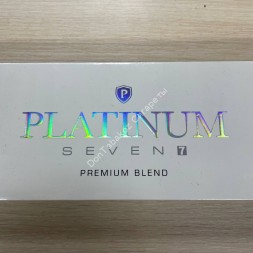 P
PLATINUM
SEVEN 7
PREMIUM BLEND